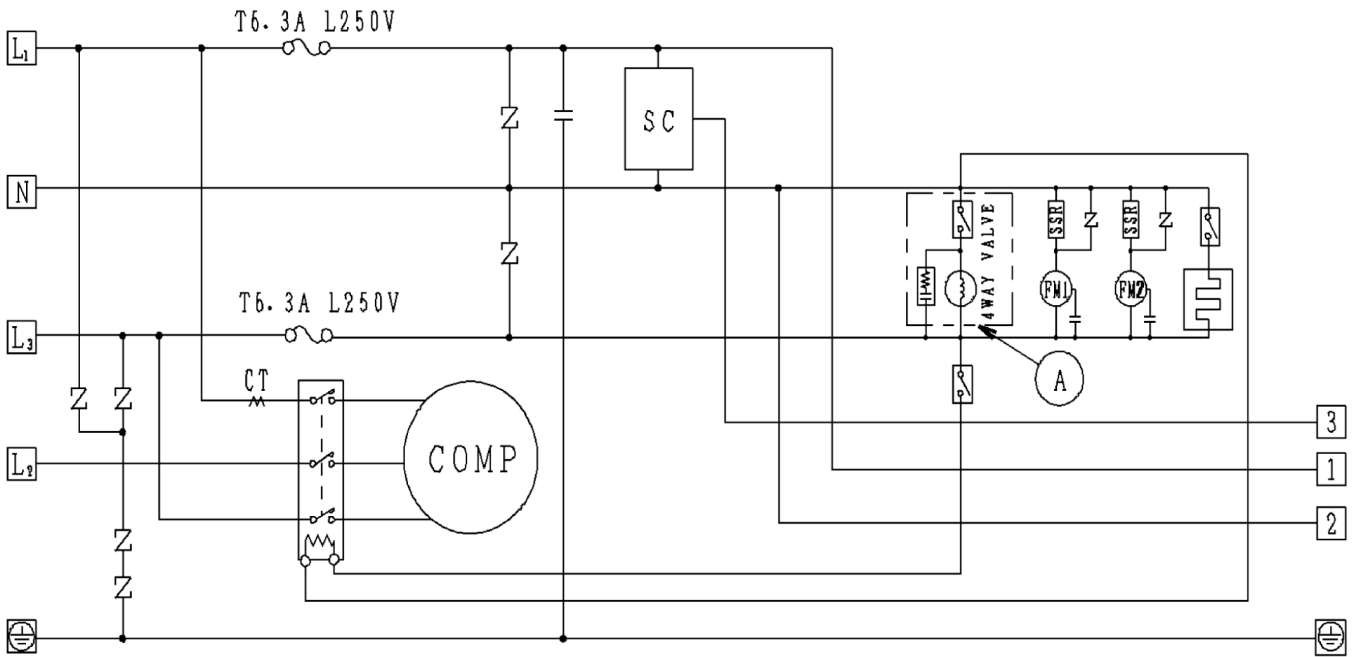 T6. 3A L250V
L₁
SC
N
SSR
SSR
4WAY VALVE
FM1
FM2
T6. 3A L250V
L₃
CT
A
3
COMP
L₂
1
2